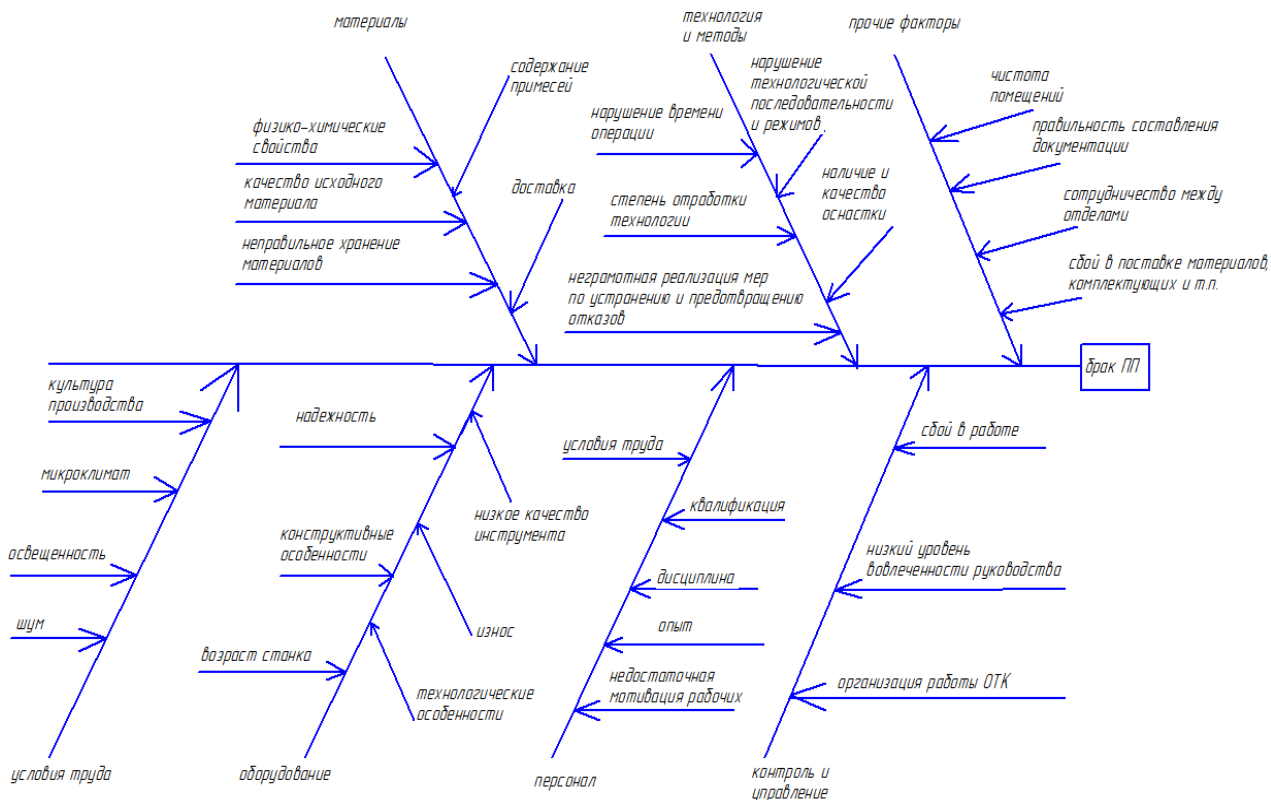 материалы
технология
и методы
прочие факторы
содержание
примесей
нарушение
технологической
последовательности
и режимов
чистота
помещений
физико-химические
свойства
нарушение времени
операции
правильность составления
документации
качество исходного
материала
доставка
степень отработки
технологии
наличие и
качество
оснастки
сотрудничество между
отделами
неправильное хранение
материалов
неграмотная реализация мер
по устранению и предотвращению
отказов
сбой в поставке материалов,
комплектующих и т.п.
брак ПП
культура
производства
надежность
условия труда
сбой в работе
микроклимат
низкое качество
инструмента
квалификация
конструктивные
особенности
освещенность
низкий уровень
вовлеченности руководства
дисциплина
шум
износ
опыт
возраст станка
технологические
особенности
недостаточная
мотивация рабочих
организация работы ОТК
условия труда
оборудование
персонал
контроль и
управление